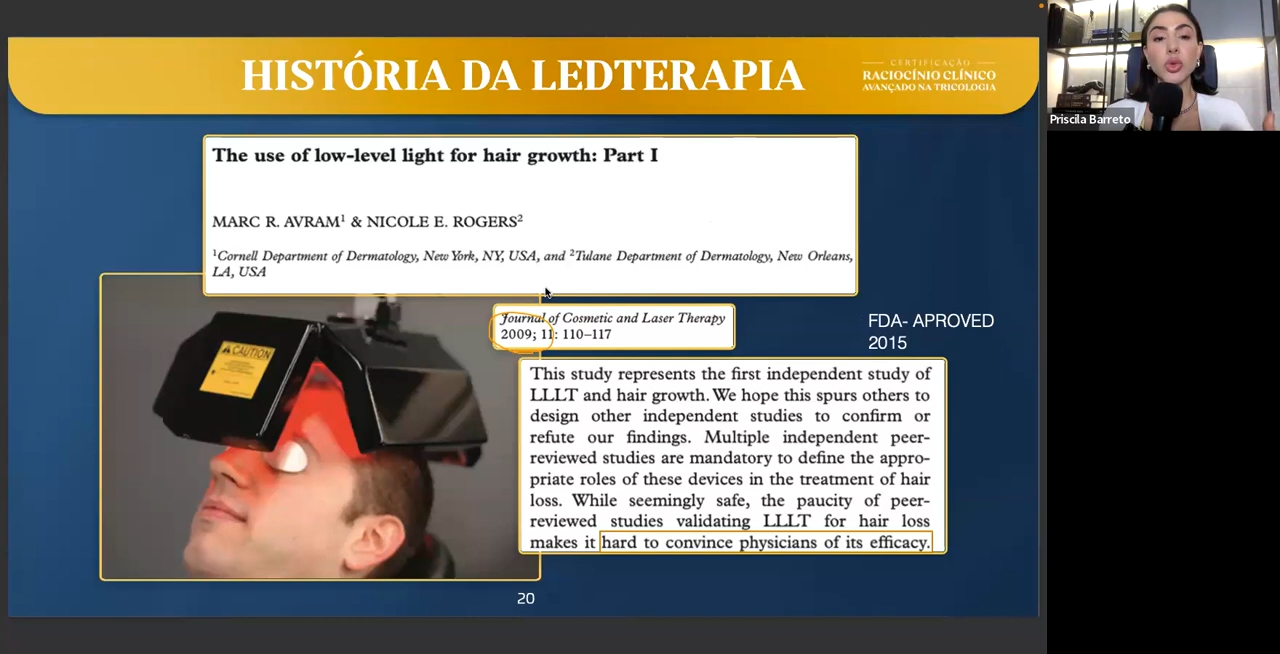 HISTÓRIA DA LEDTERAPIA
CERTIFICAÇÃO
RACIOCÍNIO CLÍNICO
AVANÇADO NA TRICOLOGIA
Priscila Barreto
The use of low-level light for hair growth: Part I
MARC R. AVRAM¹ & NICOLE E. ROGERS²
¹Cornell Department of Dermatology, New York, NY, USA, and ²Tulane Department of Dermatology, New Orleans,
LA, USA
CAUTION
Journal of Cosmetic and Laser Therapy
2009; 11: 110–117
FDA- APROVED
2015
This study represents the first independent study of
LLLT and hair growth. We hope this spurs others to
design other independent studies to confirm or
refute our findings. Multiple independent peer-
reviewed studies are mandatory to define the appro-
priate roles of these devices in the treatment of hair
loss. While seemingly safe, the paucity of peer-
reviewed studies validating LLLT for hair loss
makes it hard to convince physicians of its efficacy.
20